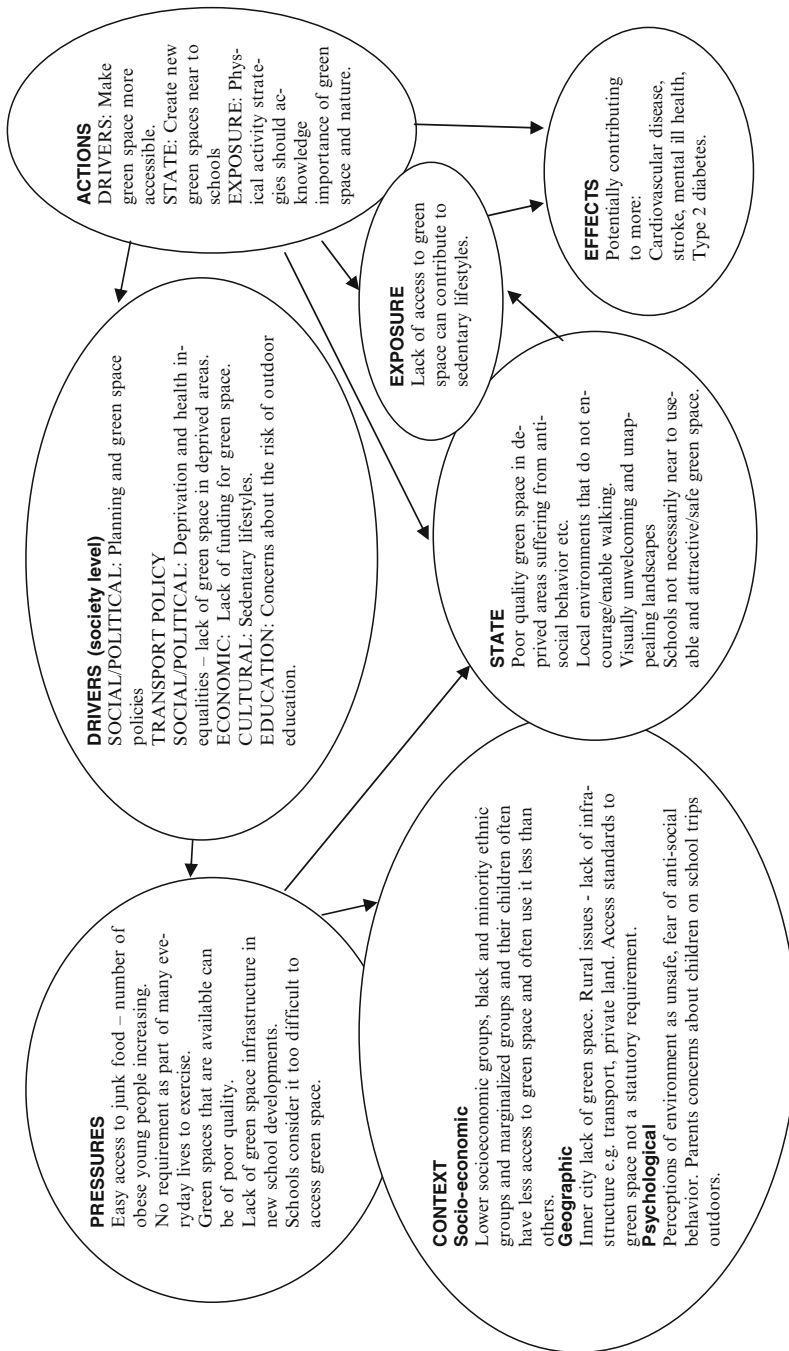 PRESSURES
Easy access to junk food – number of
obese young people increasing.
No requirement as part of many eve-
ryday lives to exercise.
Green spaces that are available can
be of poor quality.
Lack of green space infrastructure in
new school developments.
Schools consider it too difficult to
access green space.
DRIVERS (society level)
SOCIAL/POLITICAL: Planning and green space
policies
TRANSPORT POLICY
SOCIAL/POLITICAL: Deprivation and health in-
equalities – lack of green space in deprived areas.
ECONOMIC: Lack of funding for green space.
CULTURAL: Sedentary lifestyles.
EDUCATION: Concerns about the risk of outdoor
education.
ACTIONS
DRIVERS: Make
green space more
accessible.
STATE: Create new
green spaces near to
schools
EXPOSURE: Phys-
ical activity strate-
gies should ac-
knowledge
importance of green
space and nature.
CONTEXT
Socio-economic
Lower socioeconomic groups, black and minority ethnic
groups and marginalized groups and their children often
have less access to green space and often use it less than
others.
Geographic
Inner city lack of green space. Rural issues - lack of infra-
structure e.g. transport, private land. Access standards to
green space not a statutory requirement.
Psychological
Perceptions of environment as unsafe, fear of anti-social
behavior. Parents concerns about children on school trips
outdoors.
STATE
Poor quality green space in de-
prived areas suffering from anti-
social behavior etc.
Local environments that do not en-
courage/enable walking.
Visually unwelcoming and unap-
pealing landscapes
Schools not necessarily near to use-
able and attractive/safe green space.
EXPOSURE
Lack of access to green
space can contribute to
sedentary lifestyles.
EFFECTS
Potentially contributing
to more:
Cardiovascular disease,
stroke, mental ill health,
Type 2 diabetes.